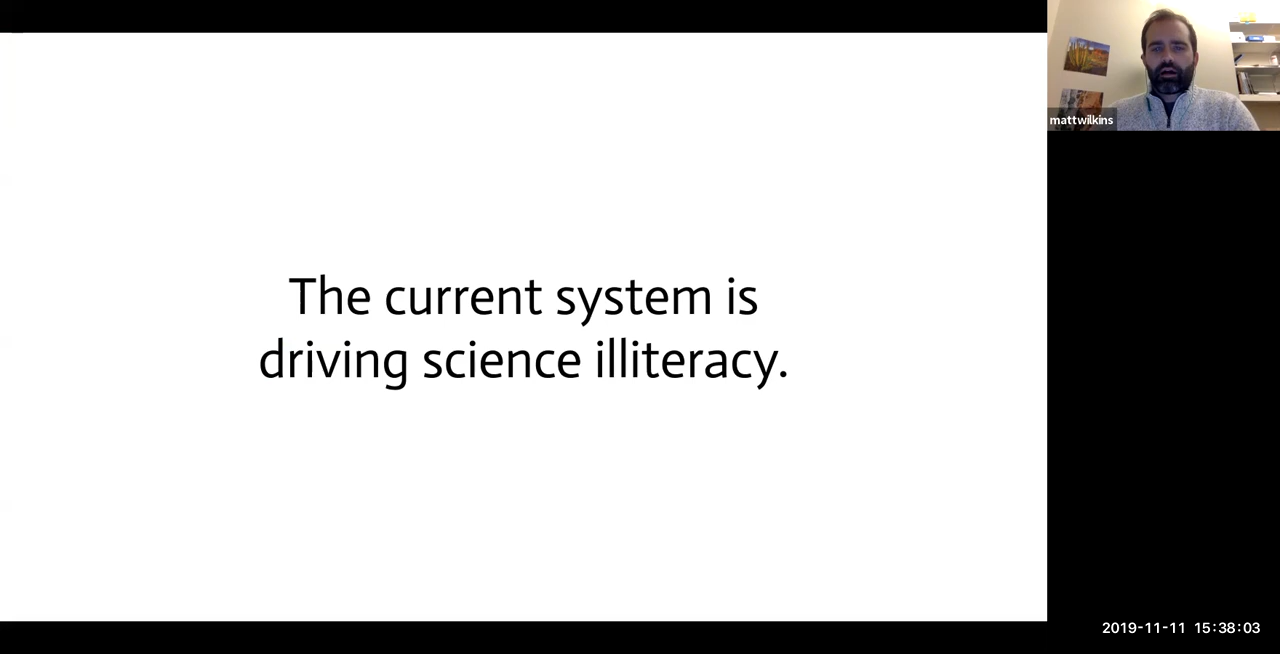 The current system is
driving science illiteracy.
mattwilkins
2019-11-11 15:38:03